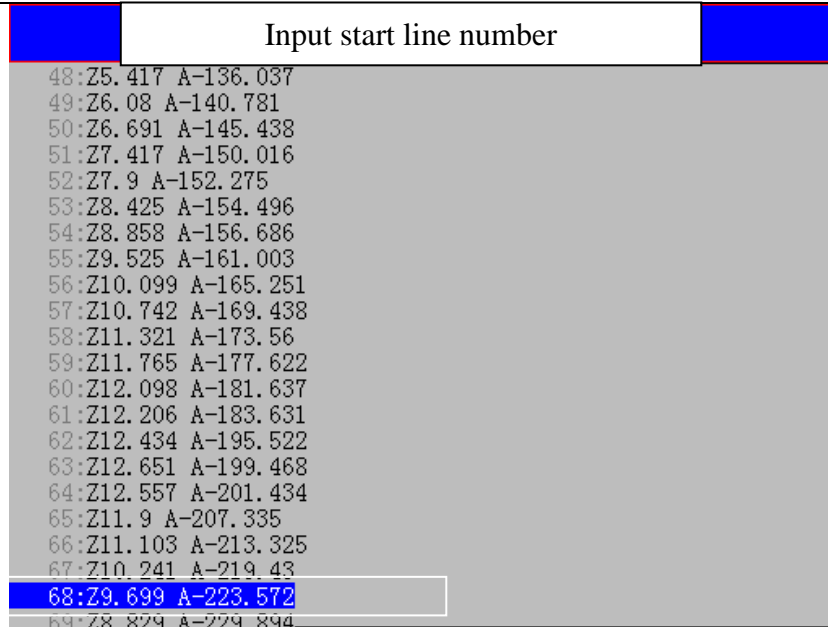 Input start line number
48:Z5.417 A-136.037
49:Z6.08 A-140.781
50:Z6.691 A-145.438
51:Z7.417 A-150.016
52:Z7.9 A-152.275
53:Z8.425 A-154.496
54:Z8.858 A-156.686
55:Z9.525 A-161.003
56:Z10.099 A-165.251
57:Z10.742 A-169.438
58:Z11.321 A-173.56
59:Z11.765 A-177.622
60:Z12.098 A-181.637
61:Z12.206 A-183.631
62:Z12.434 A-195.522
63:Z12.651 A-199.468
64:Z12.557 A-201.434
65:Z11.9 A-207.335
66:Z11.103 A-213.325
67:Z10.241 A-219.43
68:Z9.699 A-223.572
69:Z8.829 A-229.894